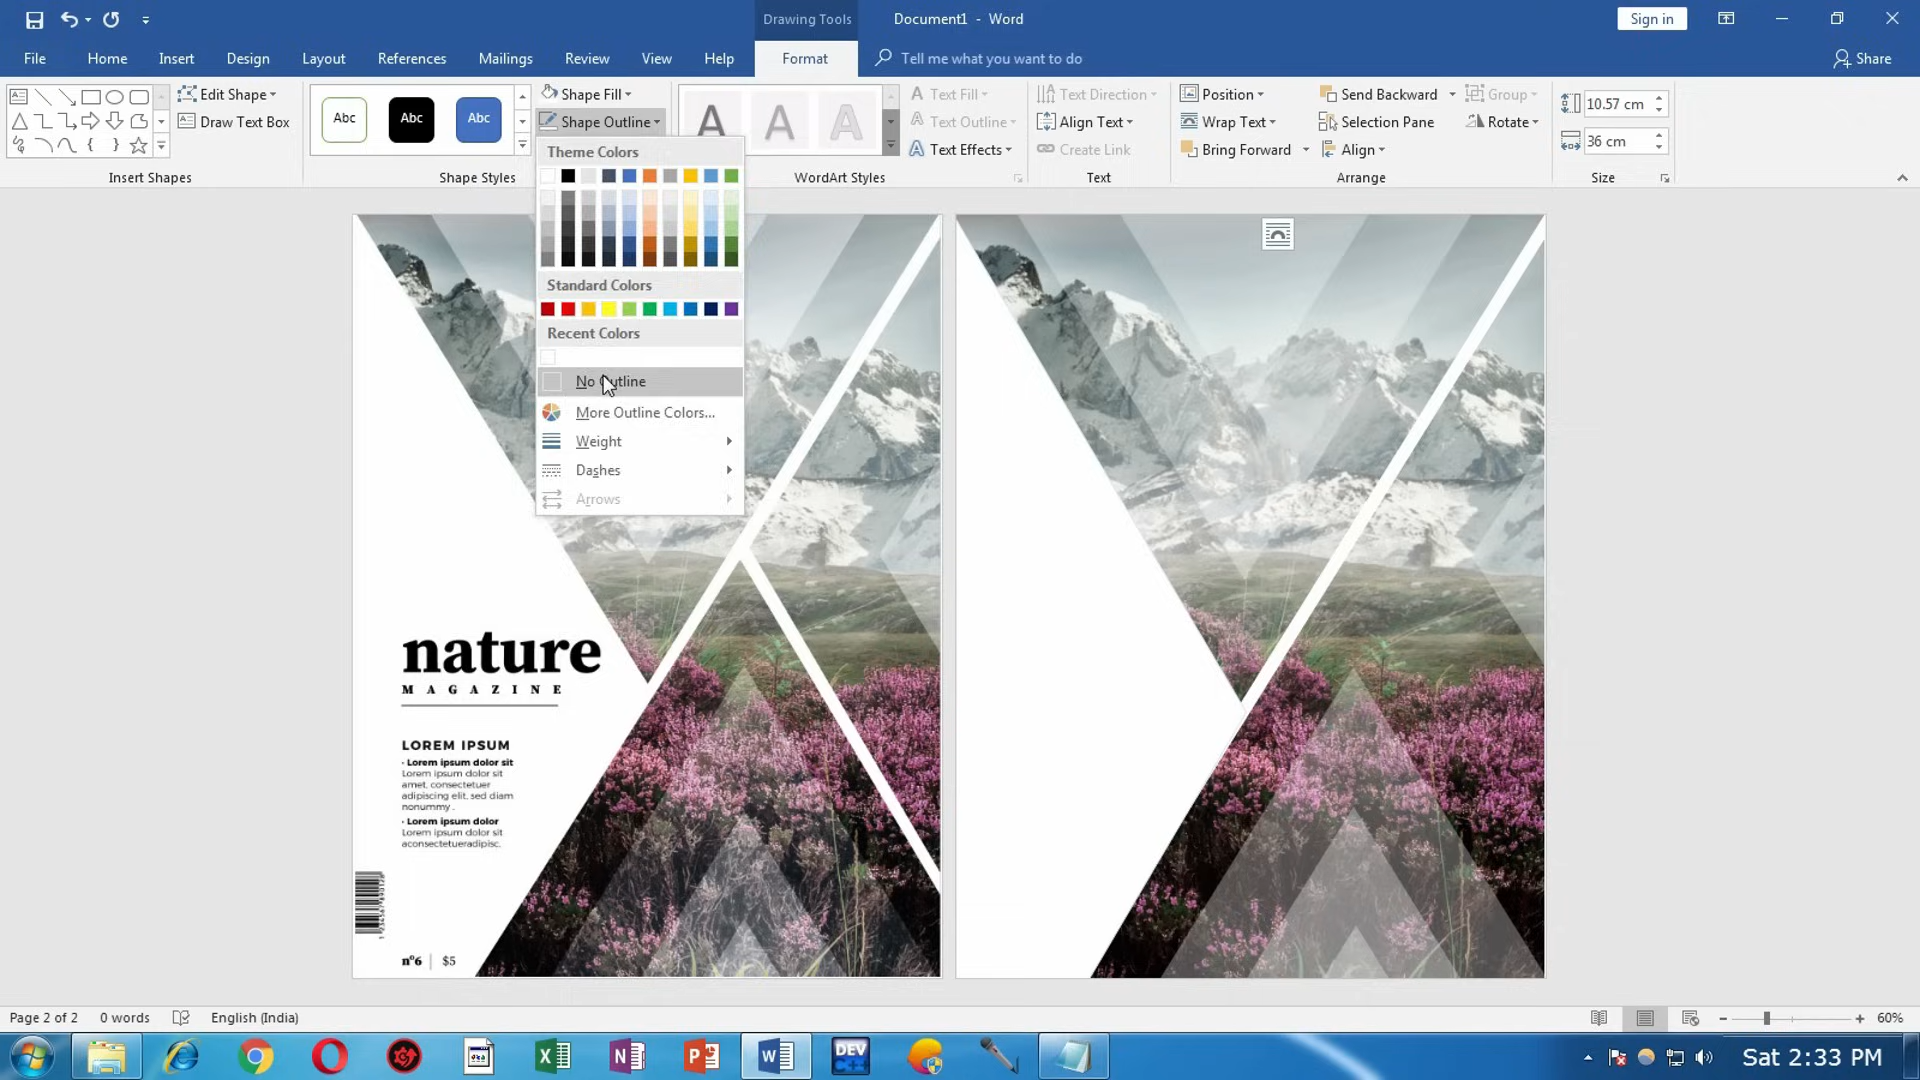 Drawing Tools
Document1 - Word
Sign in
File
Home
Insert
Design
Layout
References
Mailings
Review
View
Help
Format
Tell me what you want to do
Share
Edit Shape
Draw Text Box
Insert Shapes
Abc
Abc
Abc
Shape Styles
Shape Fill
Shape Outline
A
A
A
WordArt Styles
Text Fill
Text Outline
Text Effects
Text Direction
Align Text
Create Link
Text
Position
Wrap Text
Bring Forward
Send Backward
Selection Pane
Align
Group
Rotate
Arrange
10.57 cm
36 cm
Size
Theme Colors
Standard Colors
Recent Colors
No Outline
More Outline Colors...
Weight
Dashes
Arrows
nature
MAGAZINE
LOREM IPSUM
· Lorem ipsum dolor sit
Lorem ipsum dolor sit
amet, consectetuer
adipiscing elit, sed diam
nonummy .
· Lorem ipsum dolor
Lorem ipsum dolor sit
aconsectetueradipisc.
nº6 | $5
Page 2 of 2
0 words
English (India)
60%
DEV
C++
Sat 2:33 PM